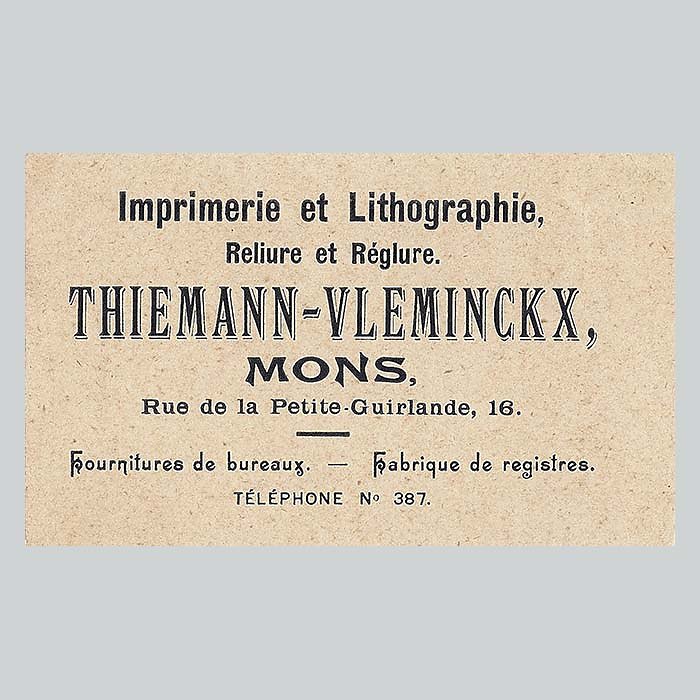 Imprimerie et Lithographie,
Reliure et Réglure.
THIEMANN-VLEMINCKX,
MONS,
Rue de la Petite-Guirlande, 16.
Fournitures de bureaux. — Fabrique de registres.
TÉLÉPHONE Nº 387.